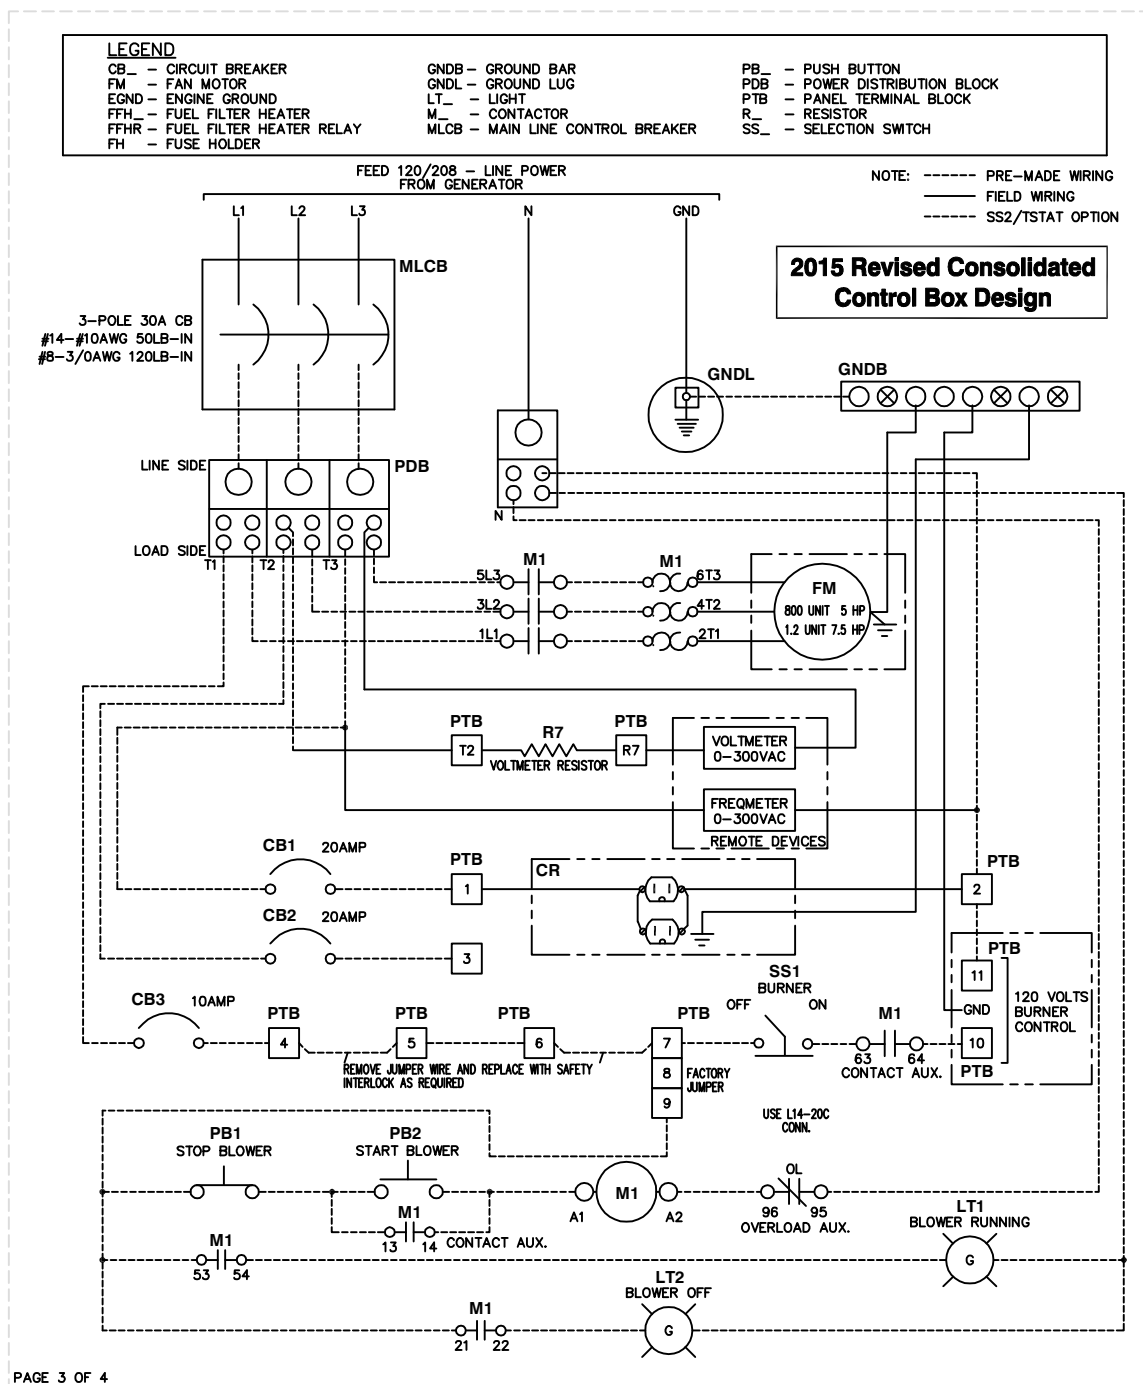 LEGEND
CB_ – CIRCUIT BREAKER
FM – FAN MOTOR
EGND – ENGINE GROUND
FFH_ – FUEL FILTER HEATER
FFHR – FUEL FILTER HEATER RELAY
FH – FUSE HOLDER
GNDB – GROUND BAR
GNDL – GROUND LUG
LT_ – LIGHT
M_ – CONTACTOR
MLCB – MAIN LINE CONTROL BREAKER
PB_ – PUSH BUTTON
PDB – POWER DISTRIBUTION BLOCK
PTB – PANEL TERMINAL BLOCK
R_ – RESISTOR
SS_ – SELECTION SWITCH
FEED 120/208 – LINE POWER
FROM GENERATOR
NOTE: PRE–MADE WIRING
FIELD WIRING
SS2/TSTAT OPTION
L1 L2 L3 N GND
2015 Revised Consolidated
Control Box Design
MLCB
3–POLE 30A CB
#14–#10AWG 50LB–IN
#8–3/0AWG 120LB–IN
GNDL
GNDB
LINE SIDE
PDB
N
LOAD SIDE
T1 T2 T3
M1 M1
5L3 6T3
3L2 4T2
1L1 2T1
FM
800 UNIT 5 HP
1.2 UNIT 7.5 HP
PTB
T2
R7
VOLTMETER RESISTOR
PTB
R7
VOLTMETER
0–300VAC
FREQMETER
0–300VAC
REMOTE DEVICES
CB1 20AMP
PTB
1
CR
PTB
2
CB2 20AMP
3
PTB
11
GND
120 VOLTS
BURNER
CONTROL
10
PTB
CB3 10AMP
PTB
4
PTB
5
PTB
6
PTB
7
8
9
FACTORY
JUMPER
REMOVE JUMPER WIRE AND REPLACE WITH SAFETY
INTERLOCK AS REQUIRED
SS1
BURNER
OFF ON
M1
63 64
CONTACT AUX.
USE L14–20C
CONN.
PB1
STOP BLOWER
PB2
START BLOWER
M1
13 14
CONTACT AUX.
M1
A1 A2
OL
96 95
OVERLOAD AUX.
LT1
BLOWER RUNNING
G
M1
53 54
LT2
BLOWER OFF
G
M1
21 22
PAGE 3 OF 4